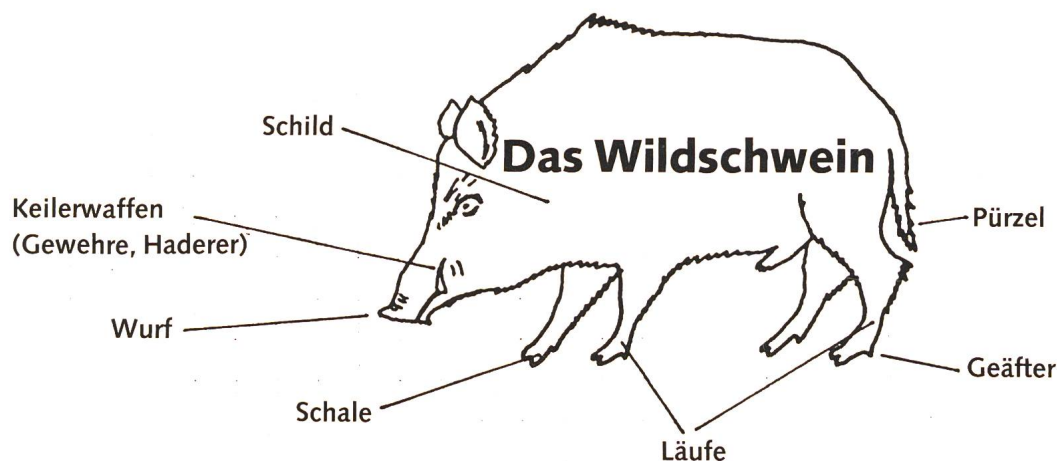 Schild
Das Wildschwein
Keilerwaffen
(Gewehre, Haderer)
Pürzel
Wurf
Geäfter
Schale
Läufe